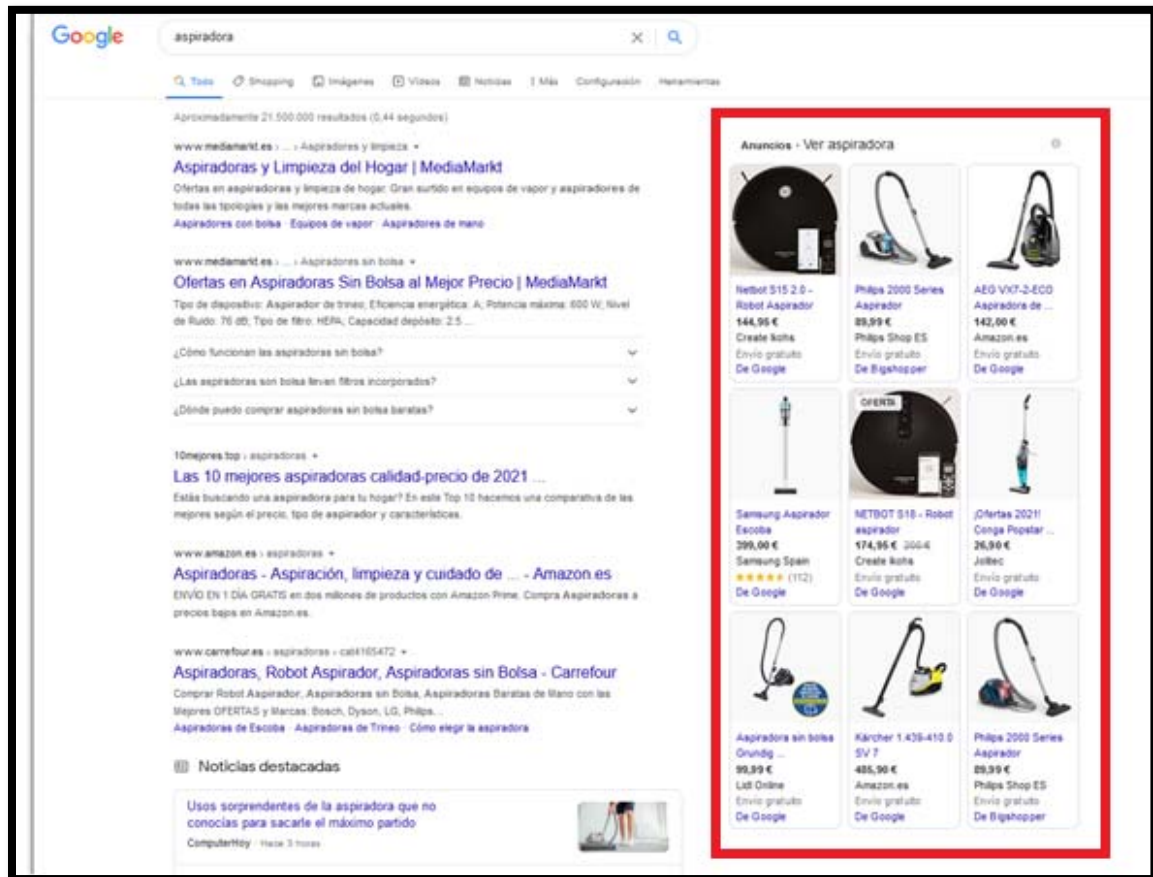 Google
aspiradora
Todo Shopping Imágenes Vídeos Noticias Más Configuración Herramientas
Aproximadamente 21.500.000 resultados (0,44 segundos)
www.mediamarkt.es › ... › Aspiradores y limpieza
Aspiradoras y Limpieza del Hogar | MediaMarkt
Ofertas en aspiradoras y limpieza de hogar. Gran surtido en equipos de vapor y aspiradores de
todas las tipologías y las mejores marcas actuales.
Aspiradores con bolsa · Equipos de vapor · Aspiradores de mano
www.mediamarkt.es › ... › Aspiradores sin bolsa
Ofertas en Aspiradoras Sin Bolsa al Mejor Precio | MediaMarkt
Tipo de dispositivo: Aspirador de trineo; Eficiencia energética: A; Potencia máxima: 600 W; Nivel
de Ruido: 76 dB; Tipo de filtro: HEPA; Capacidad depósito: 2.5 ...
¿Cómo funcionan las aspiradoras sin bolsa?
¿Las aspiradoras son bolsa llevan filtros incorporados?
¿Dónde puedo comprar aspiradoras sin bolsa baratas?
10mejores.top › aspiradoras
Las 10 mejores aspiradoras calidad-precio de 2021 ...
Estás buscando una aspiradora para tu hogar? En este Top 10 hacemos una comparativa de las
mejores según el precio, tipo de aspirador y características.
www.amazon.es › aspiradoras
Aspiradoras - Aspiración, limpieza y cuidado de ... - Amazon.es
ENVÍO EN 1 DÍA GRATIS en dos millones de productos con Amazon Prime. Compra Aspiradoras a
precios bajos en Amazon.es.
www.carrefour.es › aspiradoras › cat4165472
Aspiradoras, Robot Aspirador, Aspiradoras sin Bolsa - Carrefour
Comprar Robot Aspirador, Aspiradoras sin Bolsa, Aspiradoras Baratas de Mano con las
Mejores OFERTAS y Marcas: Bosch, Dyson, LG, Philips...
Aspiradoras de Escoba · Aspiradoras de Trineo · Cómo elegir la aspiradora
Noticias destacadas
Usos sorprendentes de la aspiradora que no
conocías para sacarle el máximo partido
ComputerHoy · Hace 3 horas
Anuncios · Ver aspiradora
Netbot S15 2.0 -
Robot Aspirador
144,95 €
Create Ikohs
Envío gratuito
De Google
Philips 2000 Series
Aspirador
89,99 €
Philips Shop ES
Envío gratuito
De Bigshopper
AEG VX7-2-ECO
Aspiradora de ...
142,00 €
Amazon.es
Envío gratuito
De Google
Samsung Aspirador
Escoba
399,00 €
Samsung Spain
(112)
De Google
OFERTA
NETBOT S18 - Robot
aspirador
174,95 €
Create Ikohs
Envío gratuito
De Google
¡Ofertas 2021!
Conga Popstar ...
26,90 €
Joltec
Envío gratuito
De Google
Aspiradora sin bolsa
Grundig ...
99,99 €
Lidl Online
Envío gratuito
De Google
Kärcher 1.439-410.0
SV 7
485,90 €
Amazon.es
Envío gratuito
De Google
Philips 2000 Series
Aspirador
89,99 €
Philips Shop ES
Envío gratuito
De Bigshopper